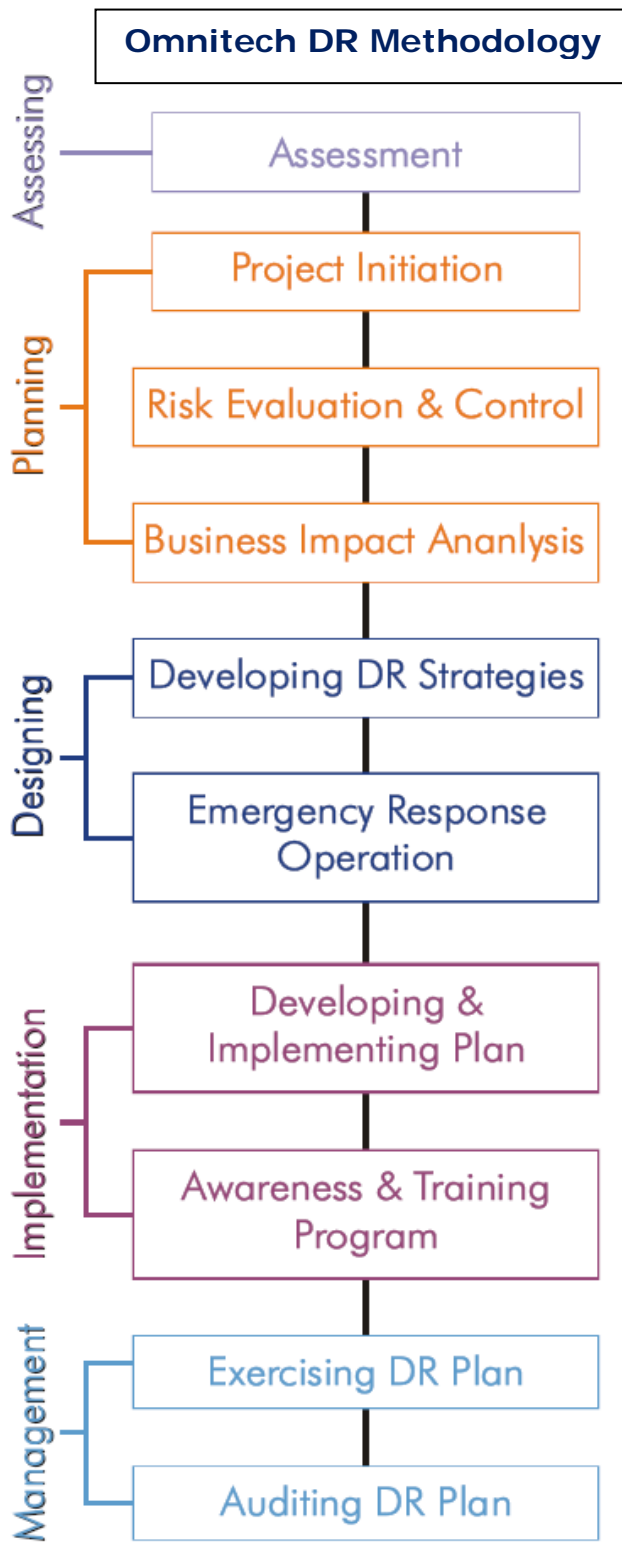 Omnitech DR Methodology
Assessing
Assessment
Planning
Project Initiation
Risk Evaluation & Control
Business Impact Ananlysis
Designing
Developing DR Strategies
Emergency Response
Operation
Implementation
Developing &
Implementing Plan
Awareness & Training
Program
Management
Exercising DR Plan
Auditing DR Plan